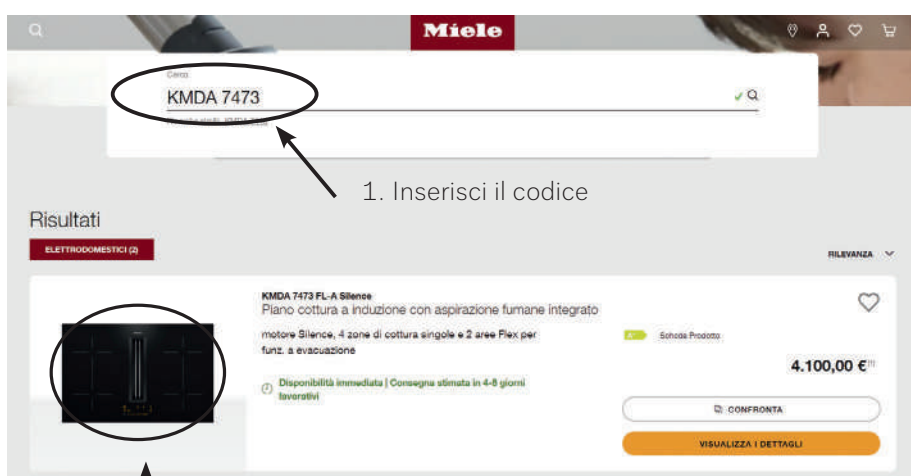 Miele
Cerca
KMDA 7473
1. Inserisci il codice
Risultati
ELETTRODOMESTICI (2)
RILEVANZA
KMDA 7473 FL-A Silence
Piano cottura a induzione con aspirazione fumane integrato
motore Silence, 4 zone di cottura singole e 2 aree Flex per
funz. a evacuazione
Scheda Prodotto
Disponibilità immediata | Consegna stimata in 4-8 giorni
lavorativi
4.100,00 €
CONFRONTA
VISUALIZZA I DETTAGLI